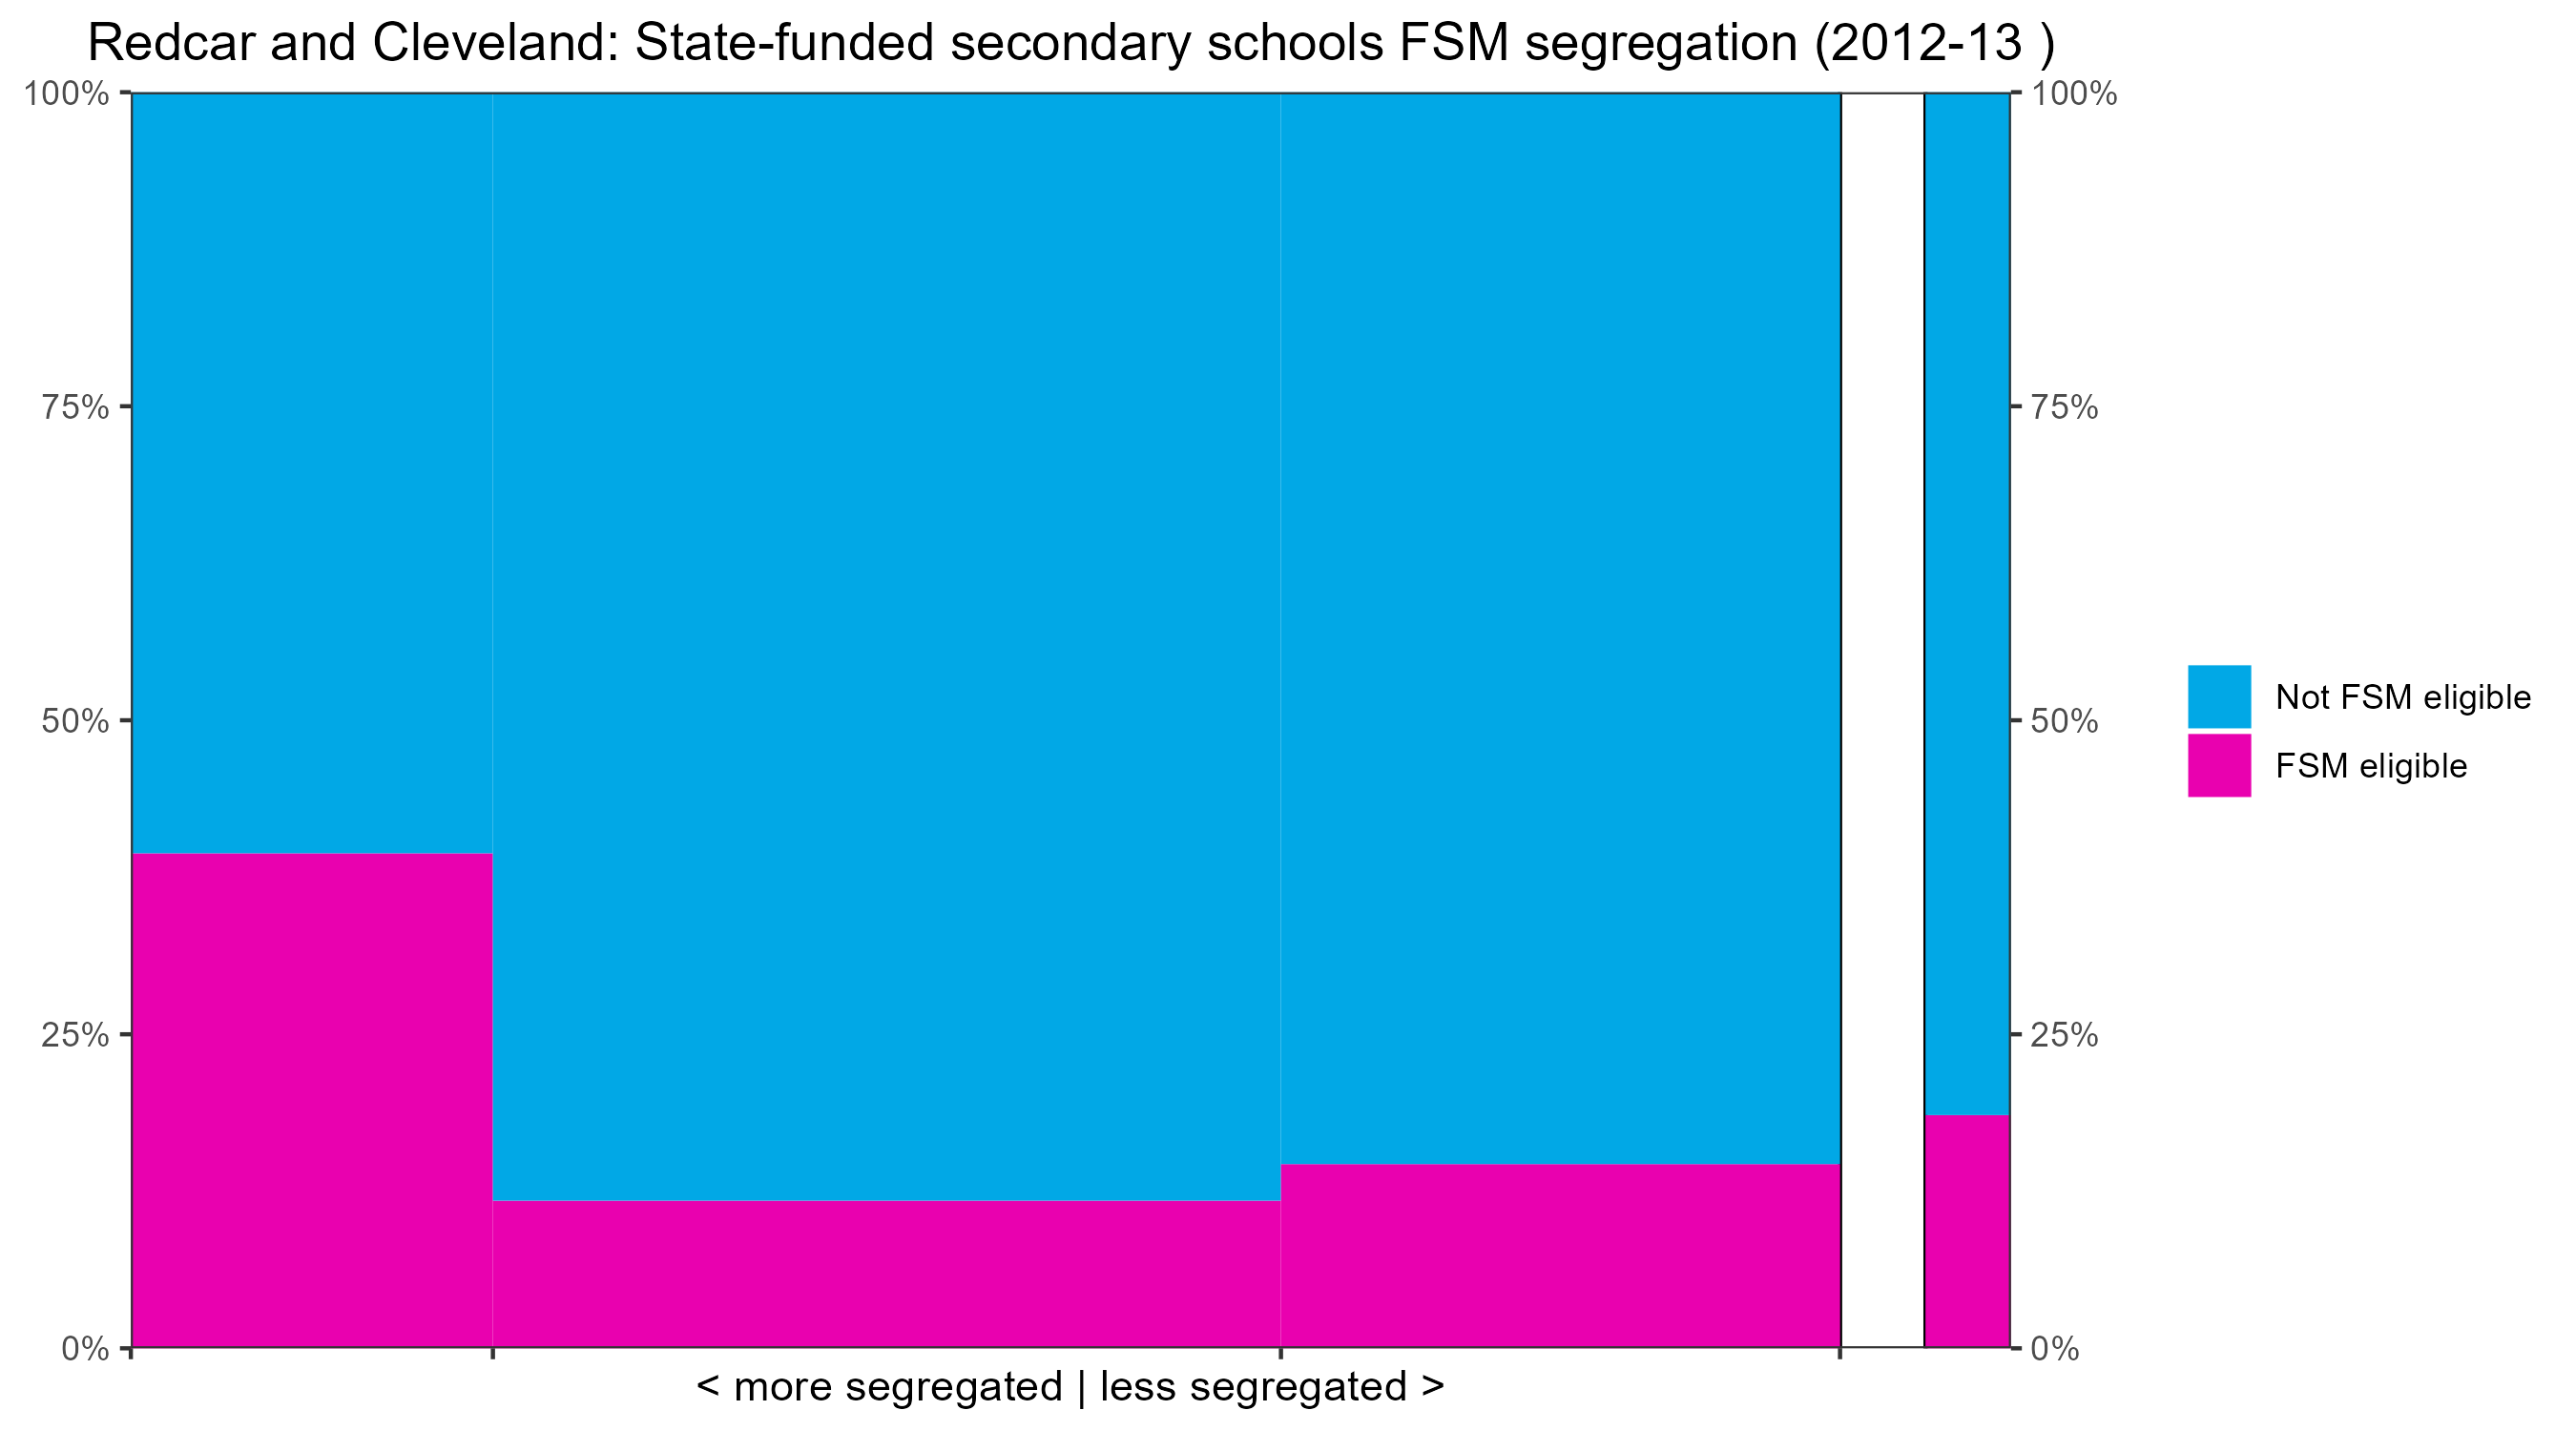 Redcar and Cleveland: State-funded secondary schools FSM segregation (2012-13 )
100%
75%
50%
25%
0%
100%
75%
50%
25%
0%
Not FSM eligible
FSM eligible
< more segregated | less segregated >